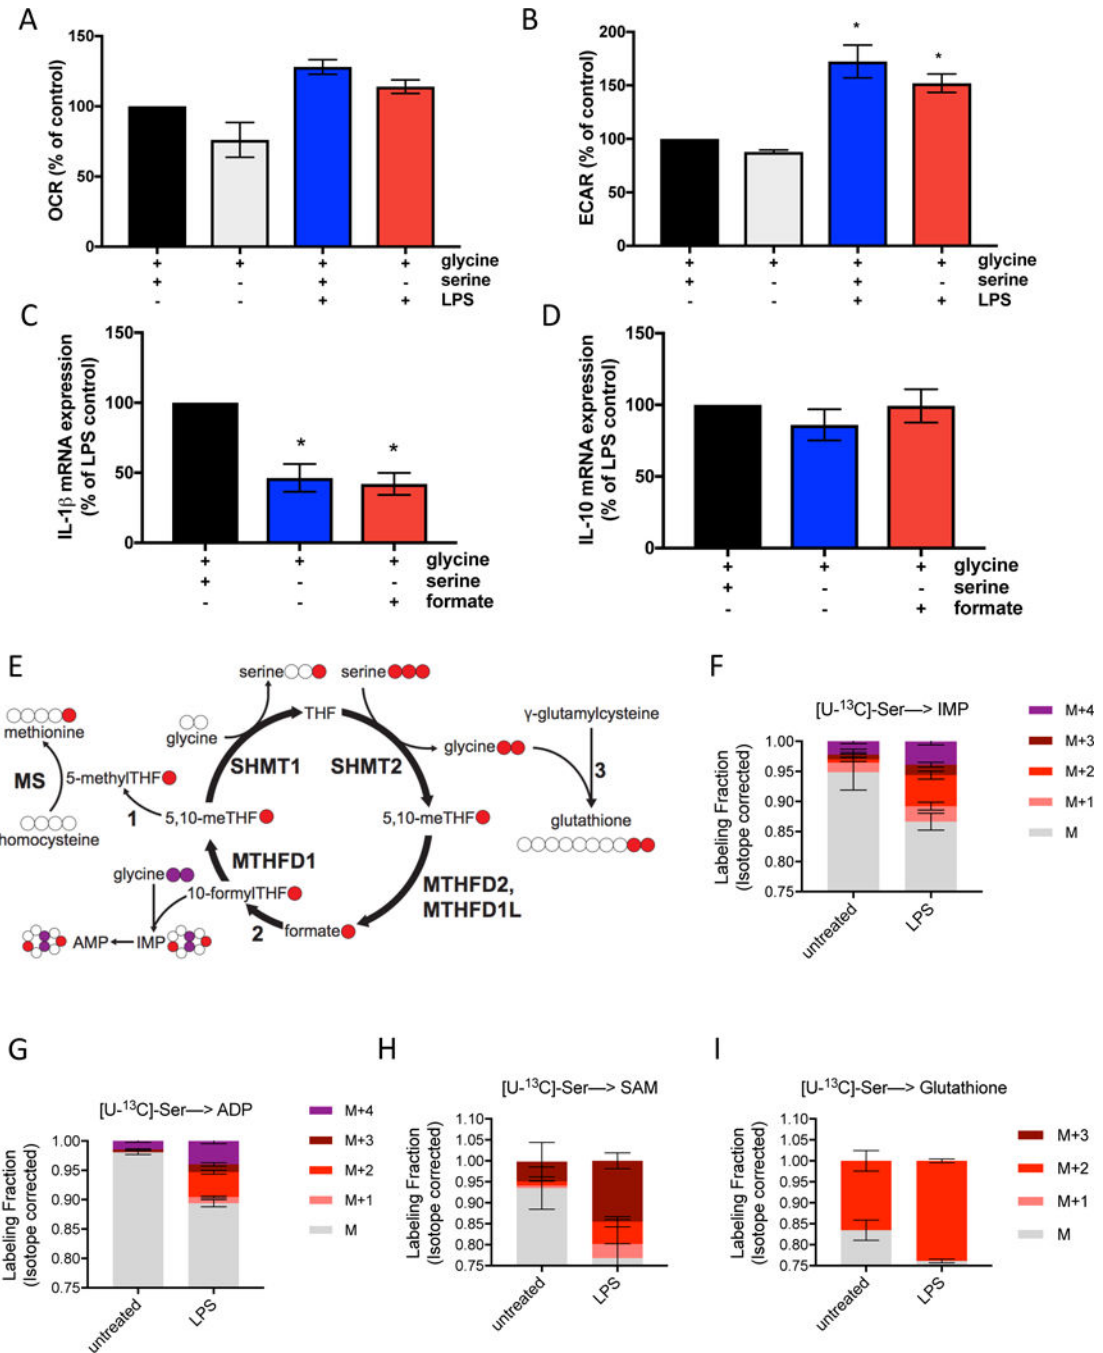 A
OCR (% of control)
150
100
50
0
+ + + + glycine
+ - + - serine
- - + + LPS
B
ECAR (% of control)
200
150
100
50
0
* *
+ + + + glycine
+ - + - serine
- - + + LPS
C
IL-1β mRNA expression
(% of LPS control)
150
100
50
0
* *
+ + + glycine
+ - - serine
- - + formate
D
IL-10 mRNA expression
(% of LPS control)
150
100
50
0
+ + + glycine
+ - - serine
- - + formate
E
serine
serine
THF
glycine
methionine
MS
5-methylTHF
1
homocysteine
SHMT1
SHMT2
glycine
γ-glutamylcysteine
3
glutathione
5,10-meTHF
5,10-meTHF
MTHFD1
MTHFD2,
MTHFD1L
glycine
10-formylTHF
2
formate
AMP
IMP
F
[U-¹³C]-Ser—> IMP
Labeling Fraction
(Isotope corrected)
1.00
0.95
0.90
0.85
0.80
0.75
untreated
LPS
M+4
M+3
M+2
M+1
M
G
[U-¹³C]-Ser—> ADP
Labeling Fraction
(Isotope corrected)
1.00
0.95
0.90
0.85
0.80
0.75
untreated
LPS
M+4
M+3
M+2
M+1
M
H
[U-¹³C]-Ser—> SAM
Labeling Fraction
(Isotope corrected)
1.10
1.05
1.00
0.95
0.90
0.85
0.80
0.75
untreated
LPS
I
[U-¹³C]-Ser—> Glutathione
Labeling Fraction
(Isotope corrected)
1.10
1.05
1.00
0.95
0.90
0.85
0.80
0.75
untreated
LPS
M+3
M+2
M+1
M